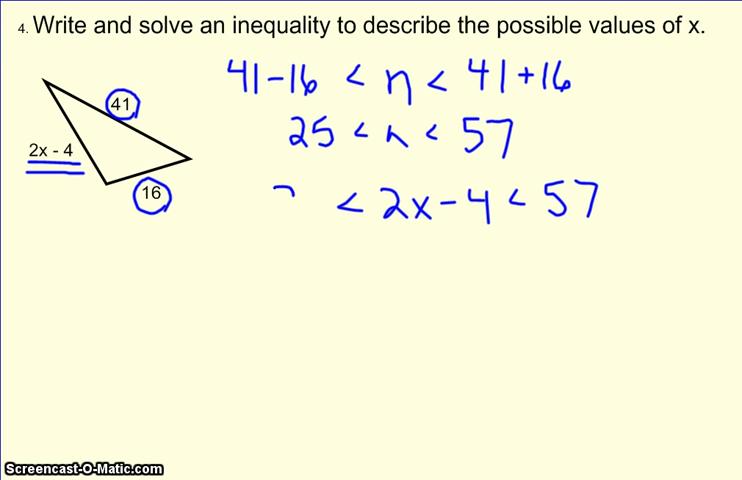 4. Write and solve an inequality to describe the possible values of x.
41-16 < n < 41+16
41
25 < n < 57
2x - 4
16
< 2x-4 < 57
Screencast-O-Matic.com